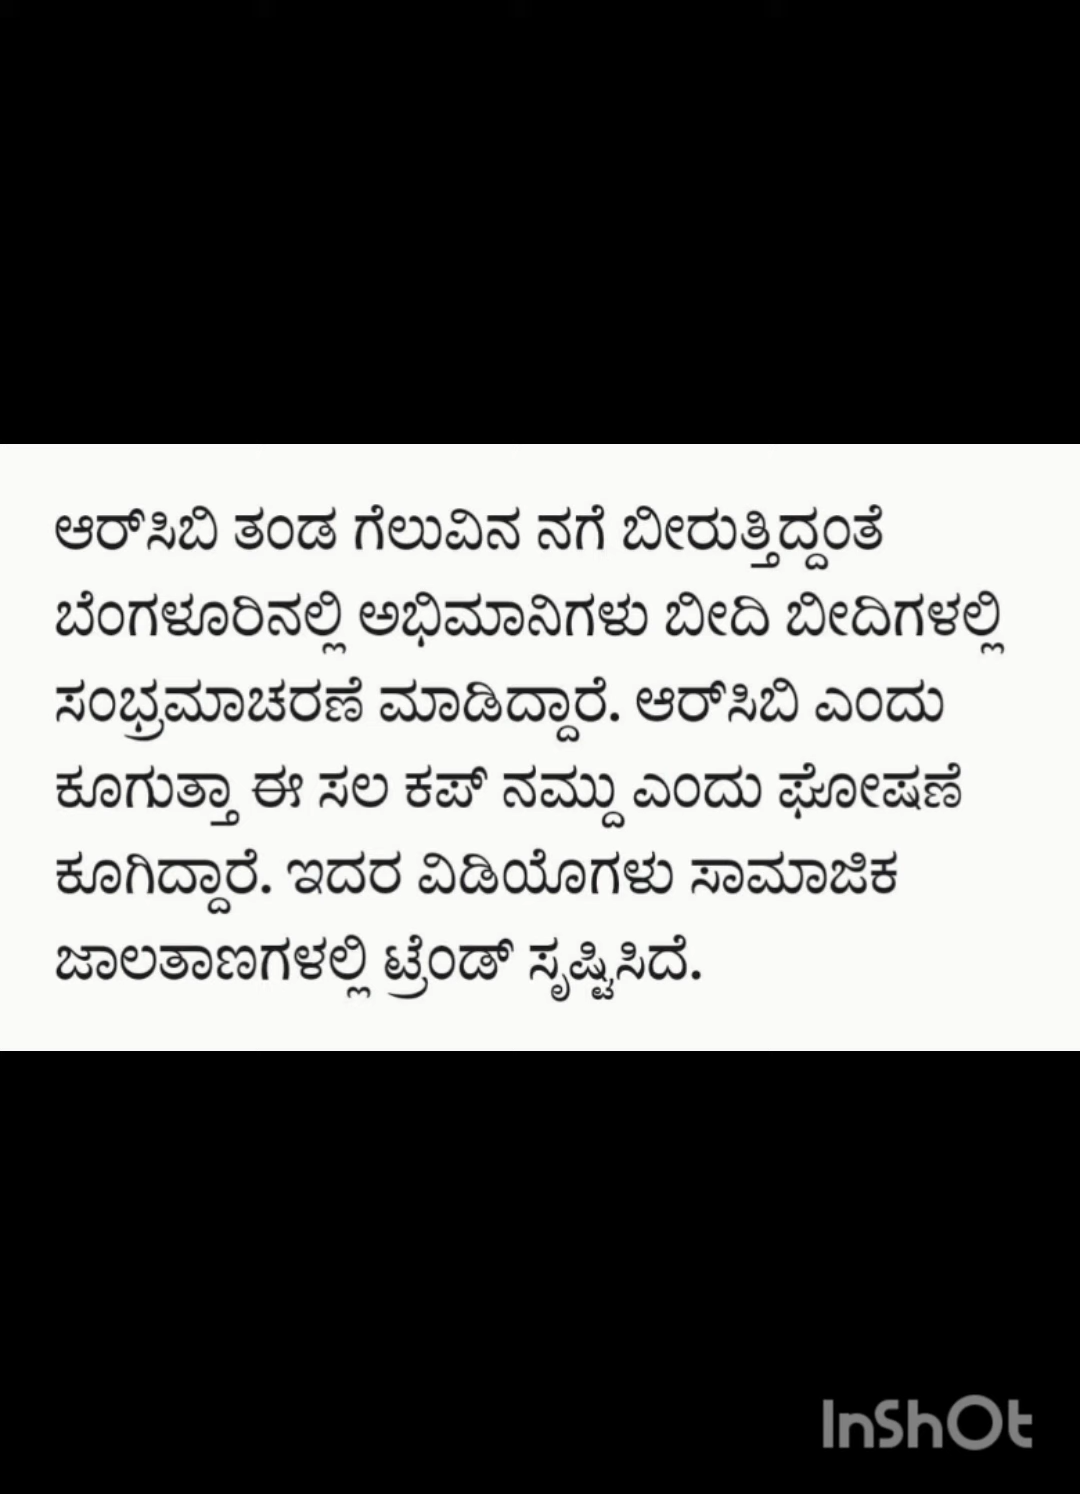 ಆರ್‌ಸಿಬಿ ತಂಡ ಗೆಲುವಿನ ನಗೆ ಬೀರುತ್ತಿದ್ದಂತೆ
ಬೆಂಗಳೂರಿನಲ್ಲಿ ಅಭಿಮಾನಿಗಳು ಬೀದಿ ಬೀದಿಗಳಲ್ಲಿ
ಸಂಭ್ರಮಾಚರಣೆ ಮಾಡಿದ್ದಾರೆ. ಆರ್‌ಸಿಬಿ ಎಂದು
ಕೂಗುತ್ತಾ ಈ ಸಲ ಕಪ್ ನಮ್ದು ಎಂದು ಘೋಷಣೆ
ಕೂಗಿದ್ದಾರೆ. ಇದರ ವಿಡಿಯೊಗಳು ಸಾಮಾಜಿಕ
ಜಾಲತಾಣಗಳಲ್ಲಿ ಟ್ರೆಂಡ್ ಸೃಷ್ಟಿಸಿದೆ.
InShOt